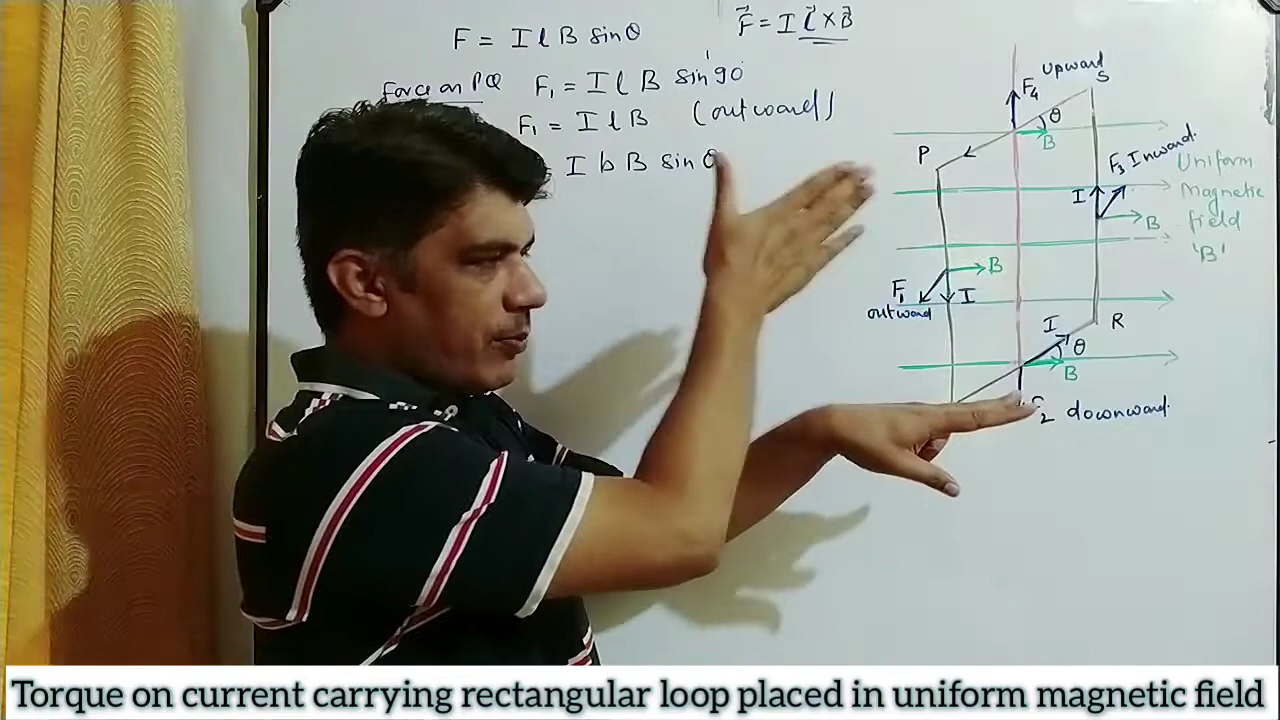 F = I l B sin θ
F⃗ = I l⃗ × B⃗
Force on PQ F₁ = I l B sin 90°
F₁ = I l B (outward)
I b B sin θ
Upward
S
F₄
θ
B
P
F₃ Inward
I
B
Uniform
Magnetic
field
'B'
B
F₁
I
outward
I
R
θ
B
F₂ downward
Torque on current carrying rectangular loop placed in uniform magnetic field